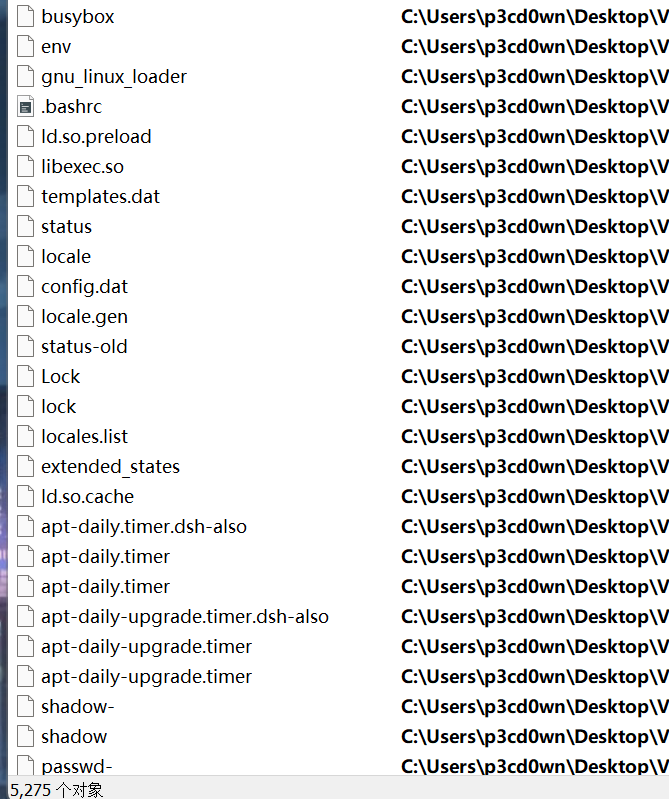 busybox C:\Users\p3cd0wn\Desktop\V
env C:\Users\p3cd0wn\Desktop\V
gnu_linux_loader C:\Users\p3cd0wn\Desktop\V
.bashrc C:\Users\p3cd0wn\Desktop\V
ld.so.preload C:\Users\p3cd0wn\Desktop\V
libexec.so C:\Users\p3cd0wn\Desktop\V
templates.dat C:\Users\p3cd0wn\Desktop\V
status C:\Users\p3cd0wn\Desktop\V
locale C:\Users\p3cd0wn\Desktop\V
config.dat C:\Users\p3cd0wn\Desktop\V
locale.gen C:\Users\p3cd0wn\Desktop\V
status-old C:\Users\p3cd0wn\Desktop\V
Lock C:\Users\p3cd0wn\Desktop\V
lock C:\Users\p3cd0wn\Desktop\V
locales.list C:\Users\p3cd0wn\Desktop\V
extended_states C:\Users\p3cd0wn\Desktop\V
ld.so.cache C:\Users\p3cd0wn\Desktop\V
apt-daily.timer.dsh-also C:\Users\p3cd0wn\Desktop\V
apt-daily.timer C:\Users\p3cd0wn\Desktop\V
apt-daily.timer C:\Users\p3cd0wn\Desktop\V
apt-daily-upgrade.timer.dsh-also C:\Users\p3cd0wn\Desktop\V
apt-daily-upgrade.timer C:\Users\p3cd0wn\Desktop\V
apt-daily-upgrade.timer C:\Users\p3cd0wn\Desktop\V
shadow- C:\Users\p3cd0wn\Desktop\V
shadow C:\Users\p3cd0wn\Desktop\V
passwd- C:\Users\p3cd0wn\Desktop\V
5,275 个对象